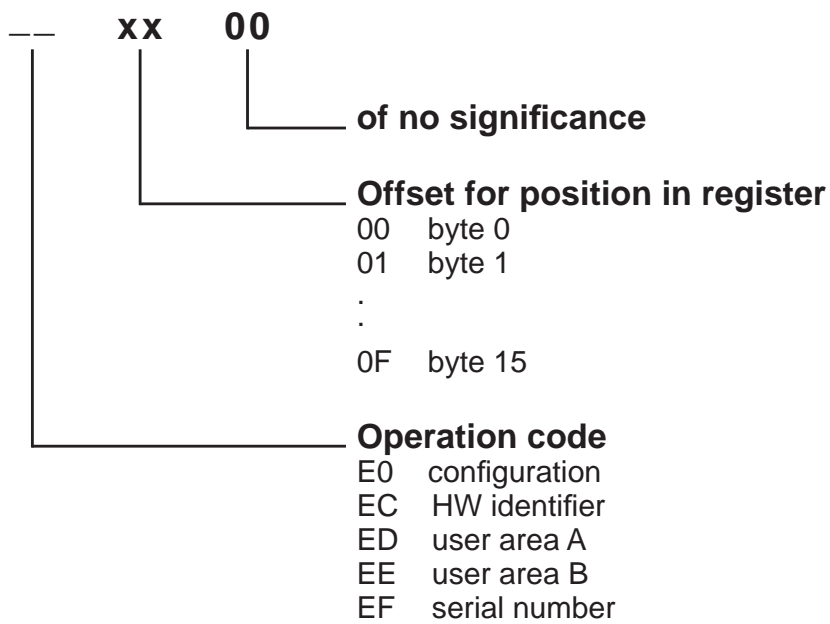 __ xx 00
of no significance
Offset for position in register
00 byte 0
01 byte 1
.
.
0F byte 15
Operation code
E0 configuration
EC HW identifier
ED user area A
EE user area B
EF serial number